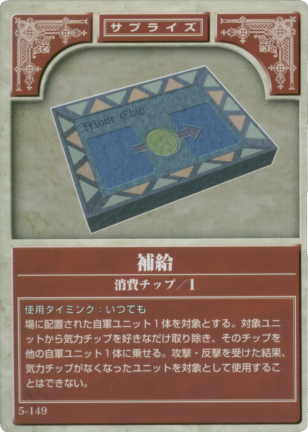 サプライズ
Move Chip
補給
消費チップ／1
使用タイミング：いつでも
場に配置された自軍ユニット１体を対象とする。対象ユニ
ットから気力チップを好きなだけ取り除き、そのチップを
他の自軍ユニット１体に乗せる。攻撃・反撃を受けた結果、
気力チップがなくなったユニットを対象として使用するこ
とはできない。
5-149